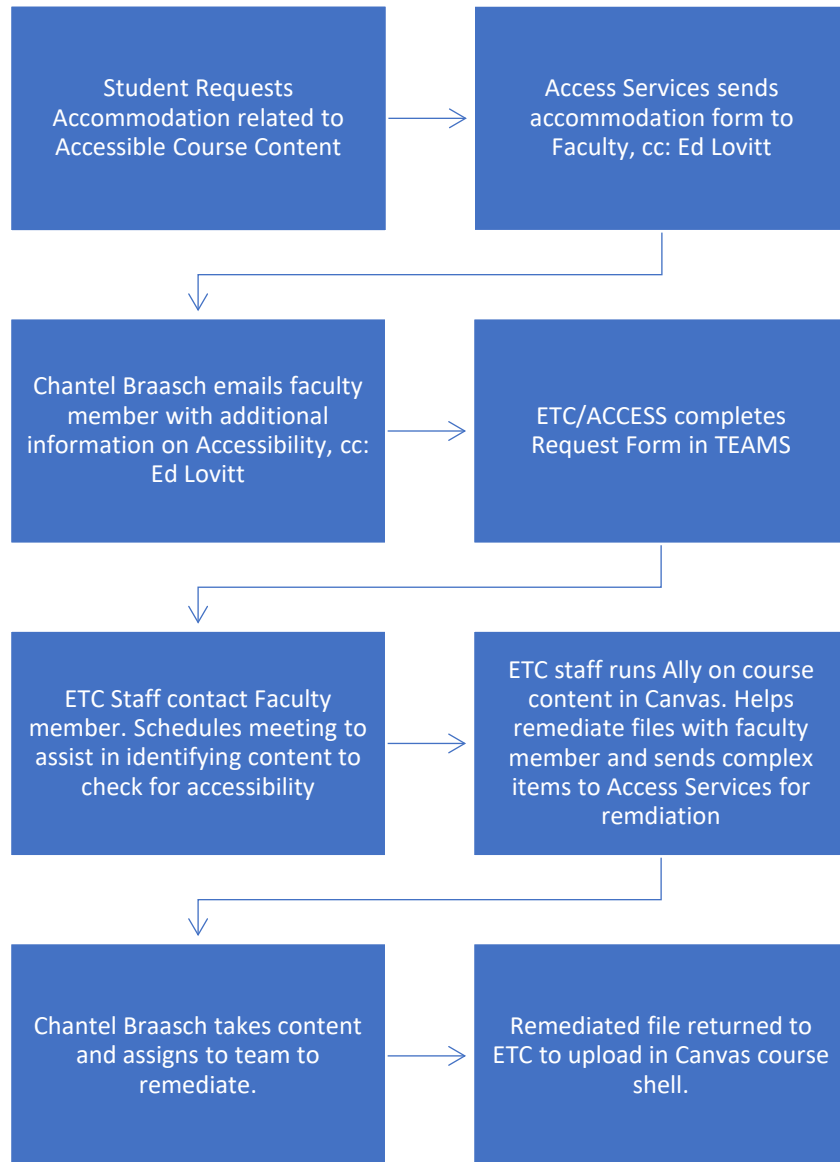 Student Requests
Accommodation related to
Accessible Course Content
Access Services sends
accommodation form to
Faculty, cc: Ed Lovitt
Chantel Braasch emails faculty
member with additional
information on Accessibility, cc:
Ed Lovitt
ETC/ACCESS completes
Request Form in TEAMS
ETC Staff contact Faculty
member. Schedules meeting to
assist in identifying content to
check for accessibility
ETC staff runs Ally on course
content in Canvas. Helps
remediate files with faculty
member and sends complex
items to Access Services for
remdiation
Chantel Braasch takes content
and assigns to team to
remediate.
Remediated file returned to
ETC to upload in Canvas course
shell.